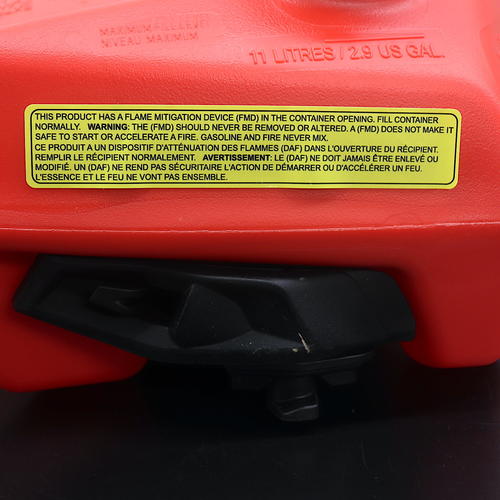 MAXIMUM FILL LEVEL
NIVEAU MAXIMUM
11 LITRES / 2.9 US GAL.
THIS PRODUCT HAS A FLAME MITIGATION DEVICE (FMD) IN THE CONTAINER OPENING. FILL CONTAINER
NORMALLY. WARNING: THE (FMD) SHOULD NEVER BE REMOVED OR ALTERED. A (FMD) DOES NOT MAKE IT
SAFE TO START OR ACCELERATE A FIRE. GASOLINE AND FIRE NEVER MIX.
CE PRODUIT A UN DISPOSITIF D'ATTÉNUATION DES FLAMMES (DAF) DANS L'OUVERTURE DU RÉCIPIENT.
REMPLIR LE RÉCIPIENT NORMALEMENT. AVERTISSEMENT: LE (DAF) NE DOIT JAMAIS ÊTRE ENLEVÉ OU
MODIFIÉ. UN (DAF) NE REND PAS SÉCURITAIRE L'ACTION DE DÉMARRER OU D'ACCÉLÉRER UN FEU.
L'ESSENCE ET LE FEU NE VONT PAS ENSEMBLE.